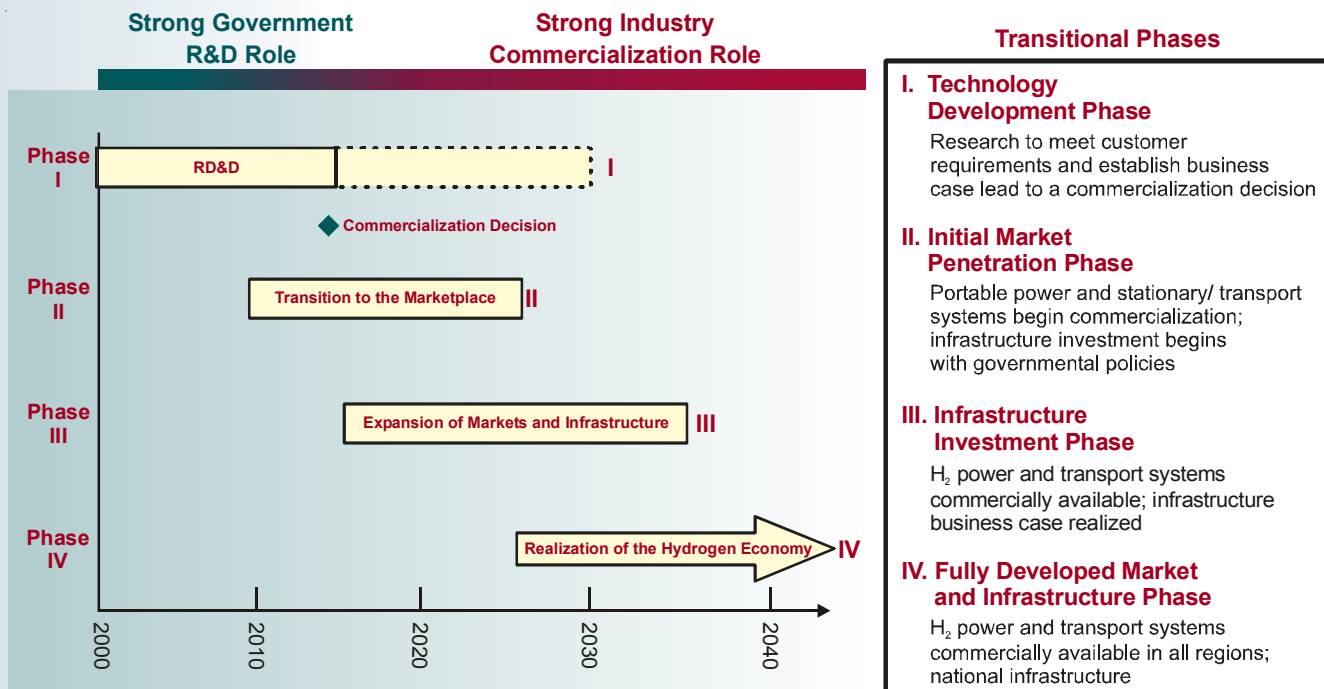 Strong Government
R&D Role
Strong Industry
Commercialization Role
Phase
I
RD&D
I
Commercialization Decision
Phase
II
Transition to the Marketplace
II
Phase
III
Expansion of Markets and Infrastructure
III
Phase
IV
Realization of the Hydrogen Economy
IV
2000
2010
2020
2030
2040
Transitional Phases
I. Technology
Development Phase
Research to meet customer
requirements and establish business
case lead to a commercialization decision
II. Initial Market
Penetration Phase
Portable power and stationary/ transport
systems begin commercialization;
infrastructure investment begins
with governmental policies
III. Infrastructure
Investment Phase
H₂ power and transport systems
commercially available; infrastructure
business case realized
IV. Fully Developed Market
and Infrastructure Phase
H₂ power and transport systems
commercially available in all regions;
national infrastructure